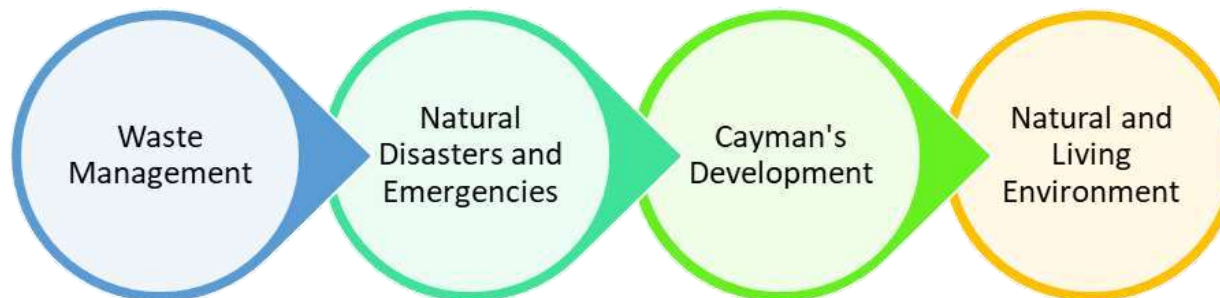 Waste
Management
Natural
Disasters and
Emergencies
Cayman's
Development
Natural and
Living
Environment